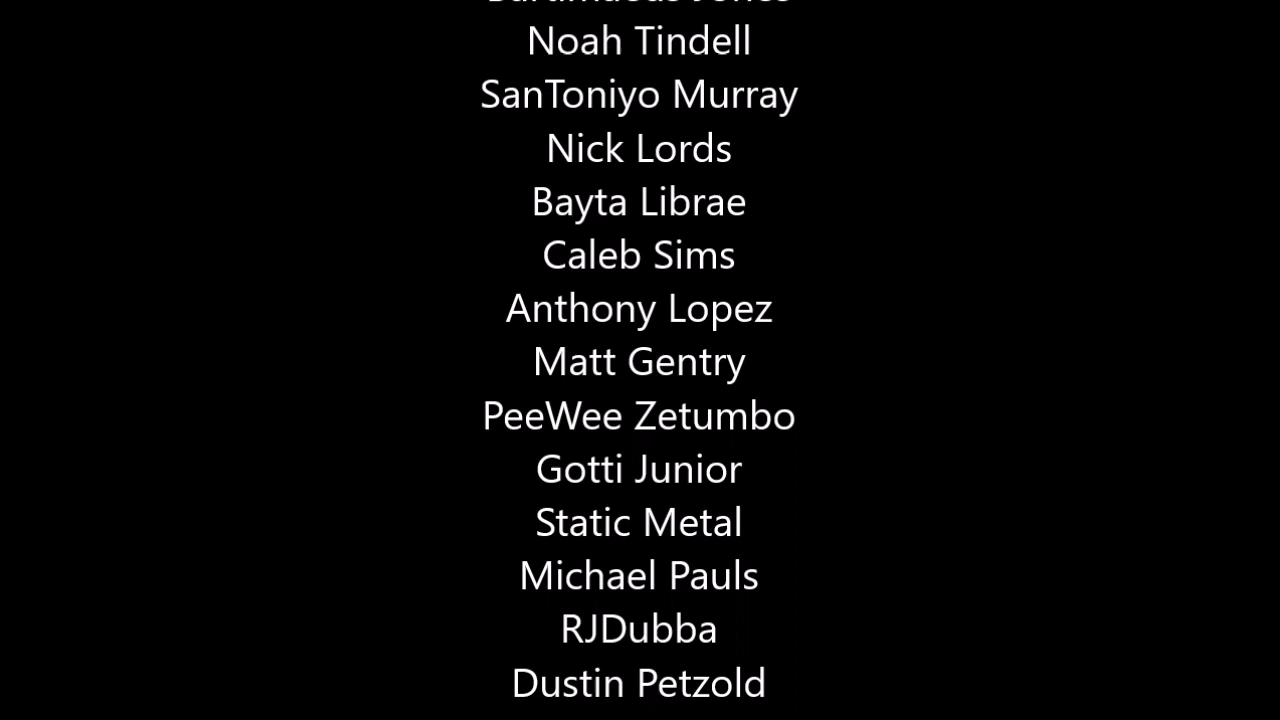 Noah Tindell
SanToniyo Murray
Nick Lords
Bayta Librae
Caleb Sims
Anthony Lopez
Matt Gentry
PeeWee Zetumbo
Gotti Junior
Static Metal
Michael Pauls
RJDubba
Dustin Petzold